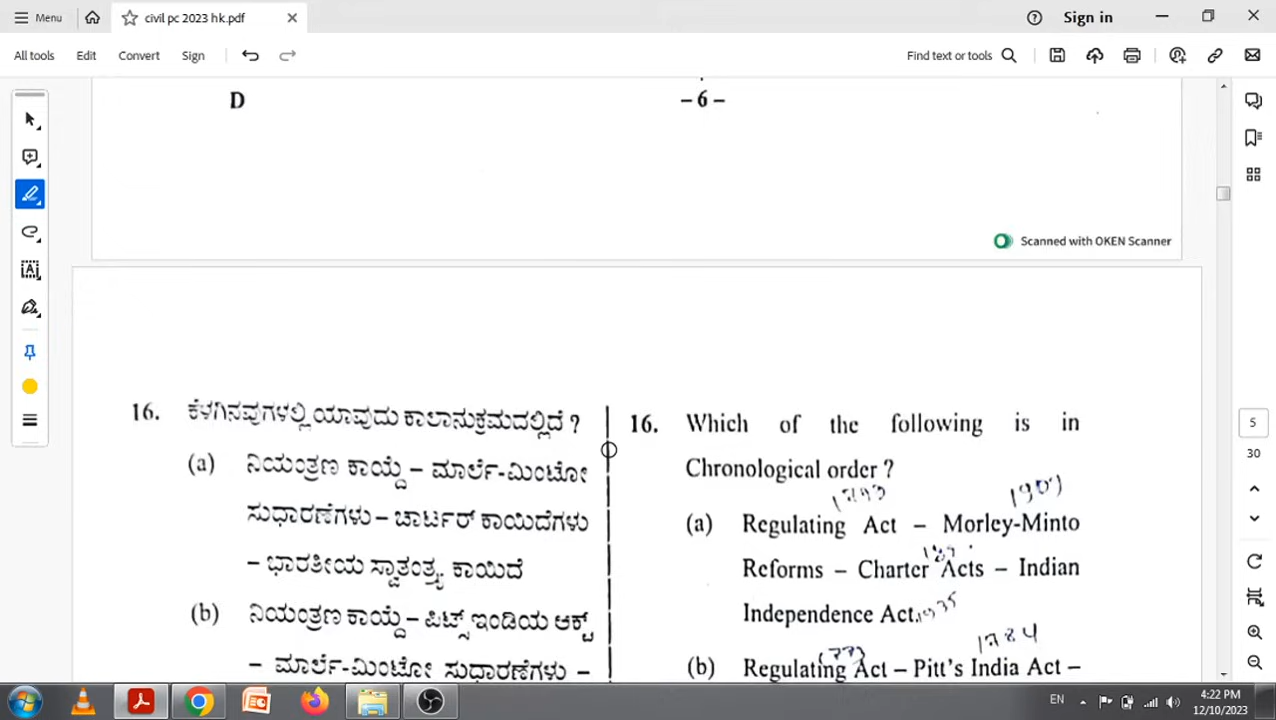 Menu
civil pc 2023 hk.pdf
Sign in
All tools Edit Convert Sign
Find text or tools
D
– 6 –
Scanned with OKEN Scanner
16. ಕೆಳಗಿನವುಗಳಲ್ಲಿ ಯಾವುದು ಕಾಲಾನುಕ್ರಮದಲ್ಲಿದೆ ?
(a) ನಿಯಂತ್ರಣ ಕಾಯ್ದೆ – ಮಾರ್ಲೆ-ಮಿಂಟೋ
ಸುಧಾರಣೆಗಳು – ಚಾರ್ಟರ್ ಕಾಯಿದೆಗಳು
– ಭಾರತೀಯ ಸ್ವಾತಂತ್ರ್ಯ ಕಾಯಿದೆ
(b) ನಿಯಂತ್ರಣ ಕಾಯ್ದೆ – ಪಿಟ್ಸ್ ಇಂಡಿಯ ಆಕ್ಟ್
– ಮಾರ್ಲೆ-ಮಿಂಟೋ ಸುಧಾರಣೆಗಳು –
16. Which of the following is in
Chronological order ?
1909
(a) Regulating Act – Morley-Minto
Reforms – Charter Acts – Indian
Independence Act.
1935
1784
(b) Regulating Act – Pitt's India Act –
5
30
EN
4:22 PM
12/10/2023